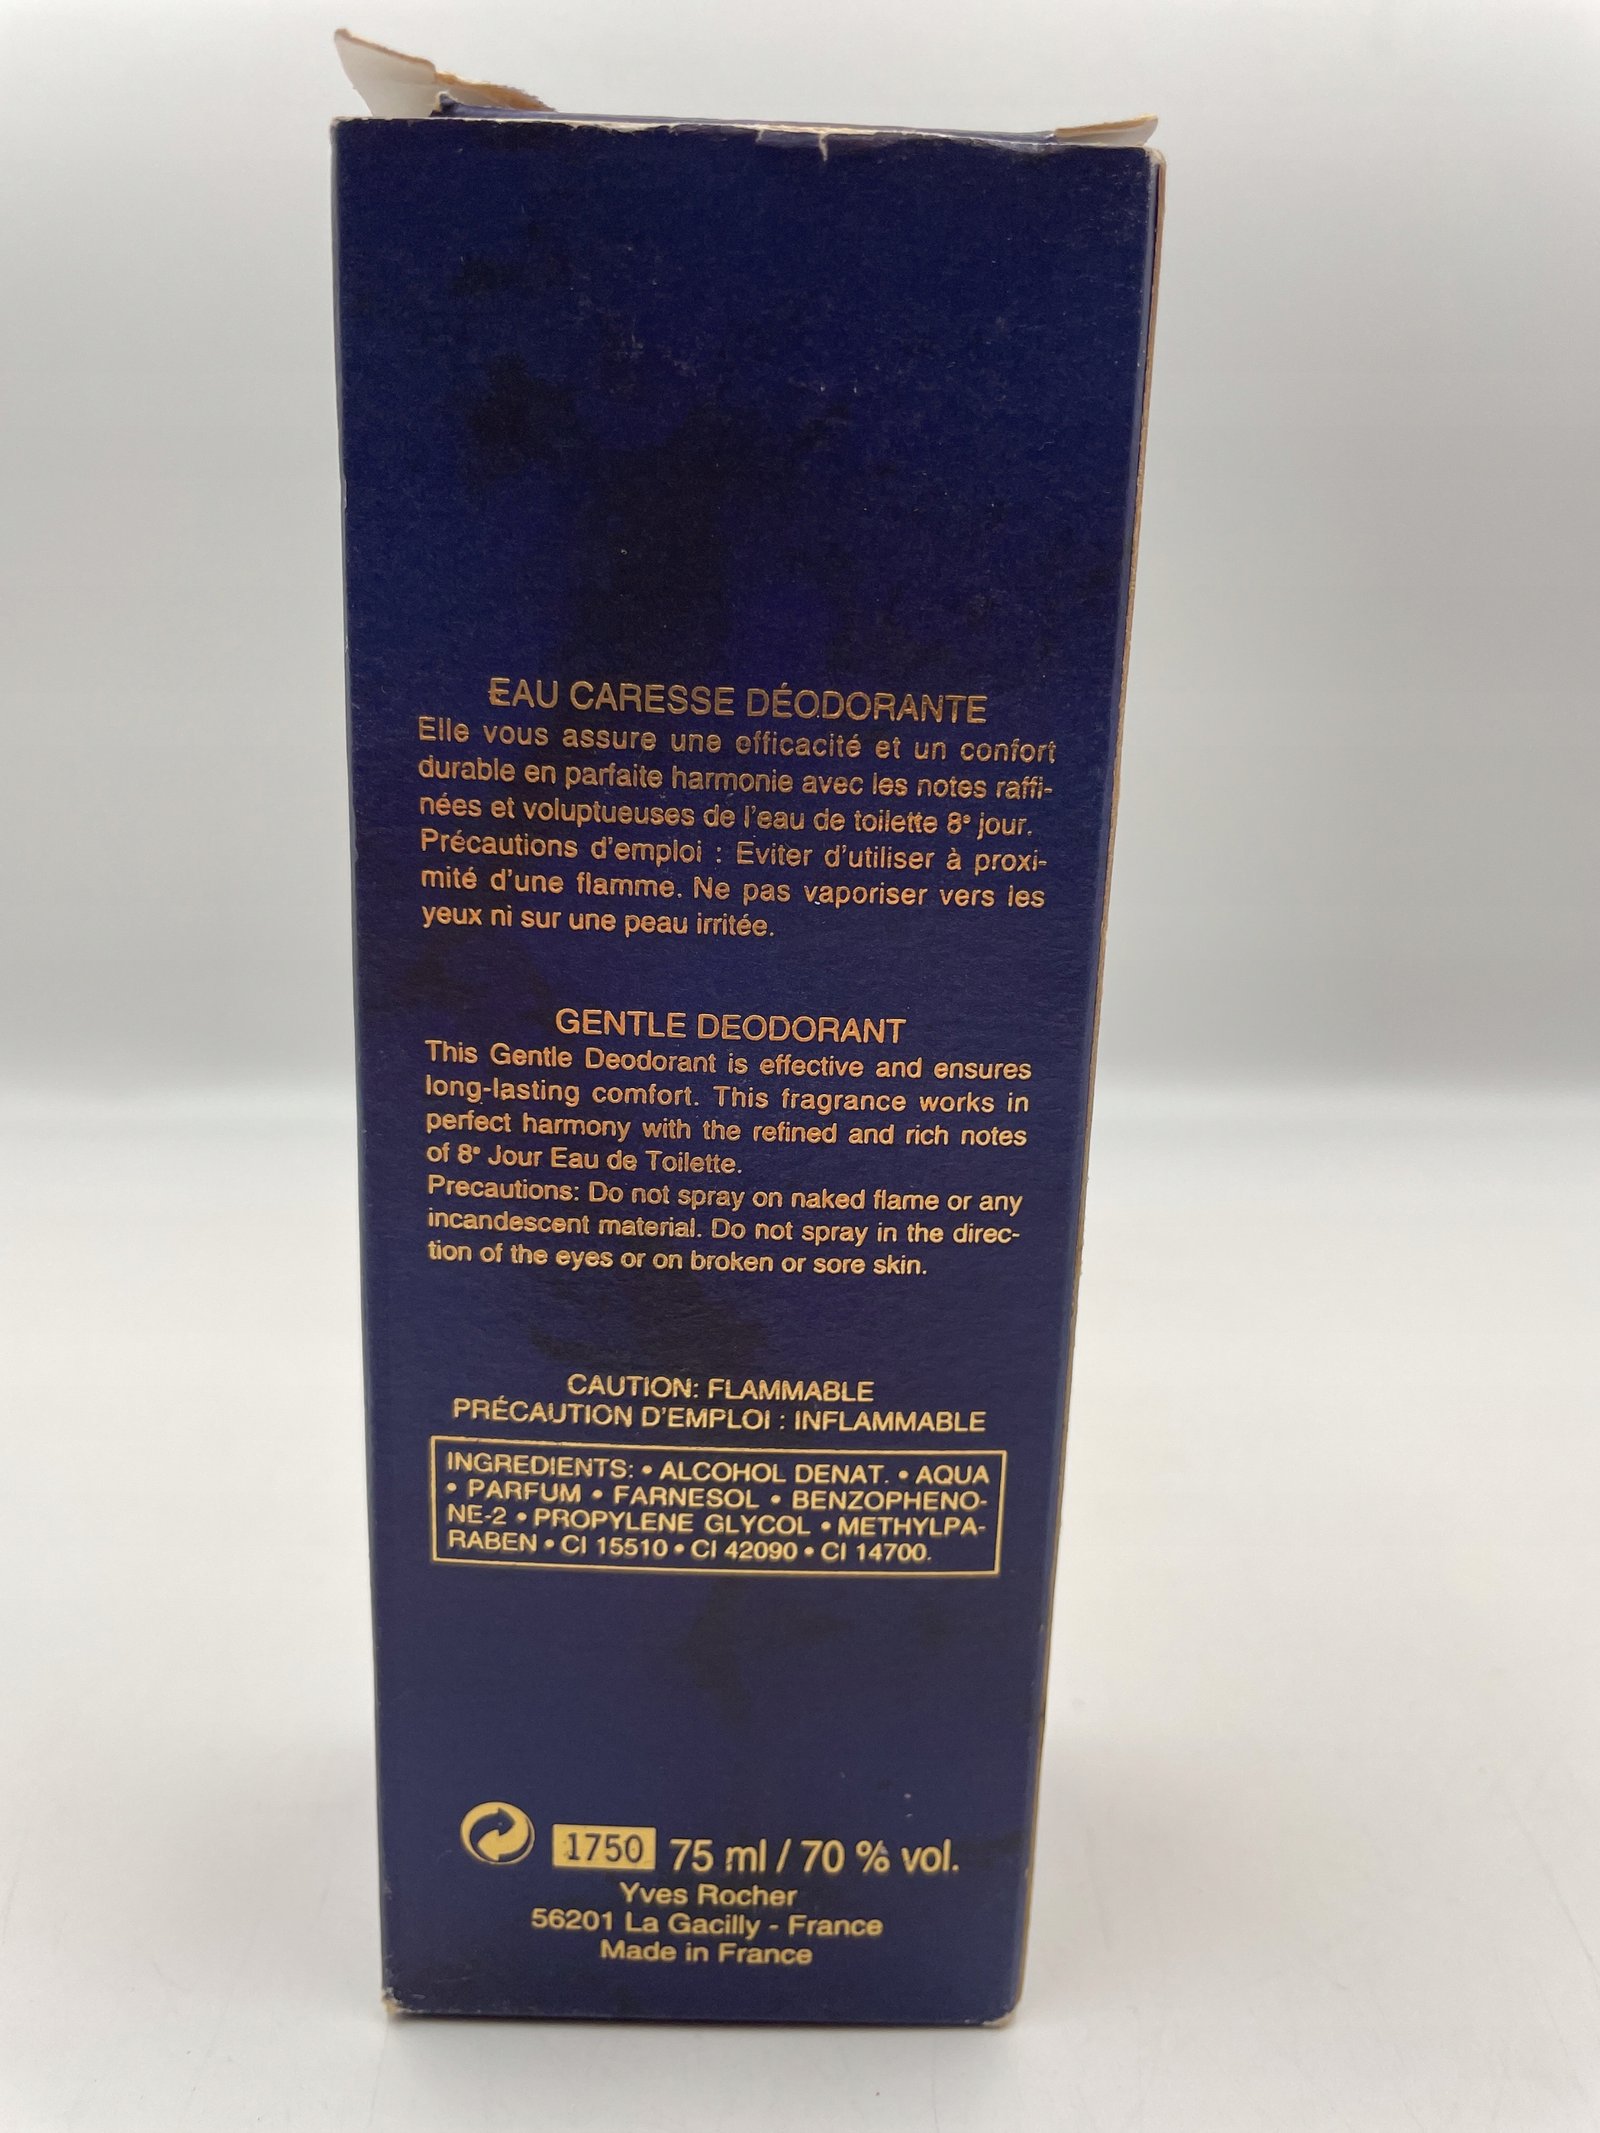 EAU CARESSE DÉODORANTE
Elle vous assure une efficacité et un confort
durable en parfaite harmonie avec les notes raffi-
nées et voluptueuses de l'eau de toilette 8e jour.
Précautions d'emploi : Eviter d'utiliser à proxi-
mité d'une flamme. Ne pas vaporiser vers les
yeux ni sur une peau irritée.
GENTLE DEODORANT
This Gentle Deodorant is effective and ensures
long-lasting comfort. This fragrance works in
perfect harmony with the refined and rich notes
of 8e Jour Eau de Toilette.
Precautions: Do not spray on naked flame or any
incandescent material. Do not spray in the direc-
tion of the eyes or on broken or sore skin.
CAUTION: FLAMMABLE
PRÉCAUTION D'EMPLOI : INFLAMMABLE
INGREDIENTS: • ALCOHOL DENAT. • AQUA
• PARFUM • FARNESOL • BENZOPHENO-
NE-2 • PROPYLENE GLYCOL • METHYLPA-
RABEN • CI 15510 • CI 42090 • CI 14700.
1750 75 ml / 70 % vol.
Yves Rocher
56201 La Gacilly - France
Made in France